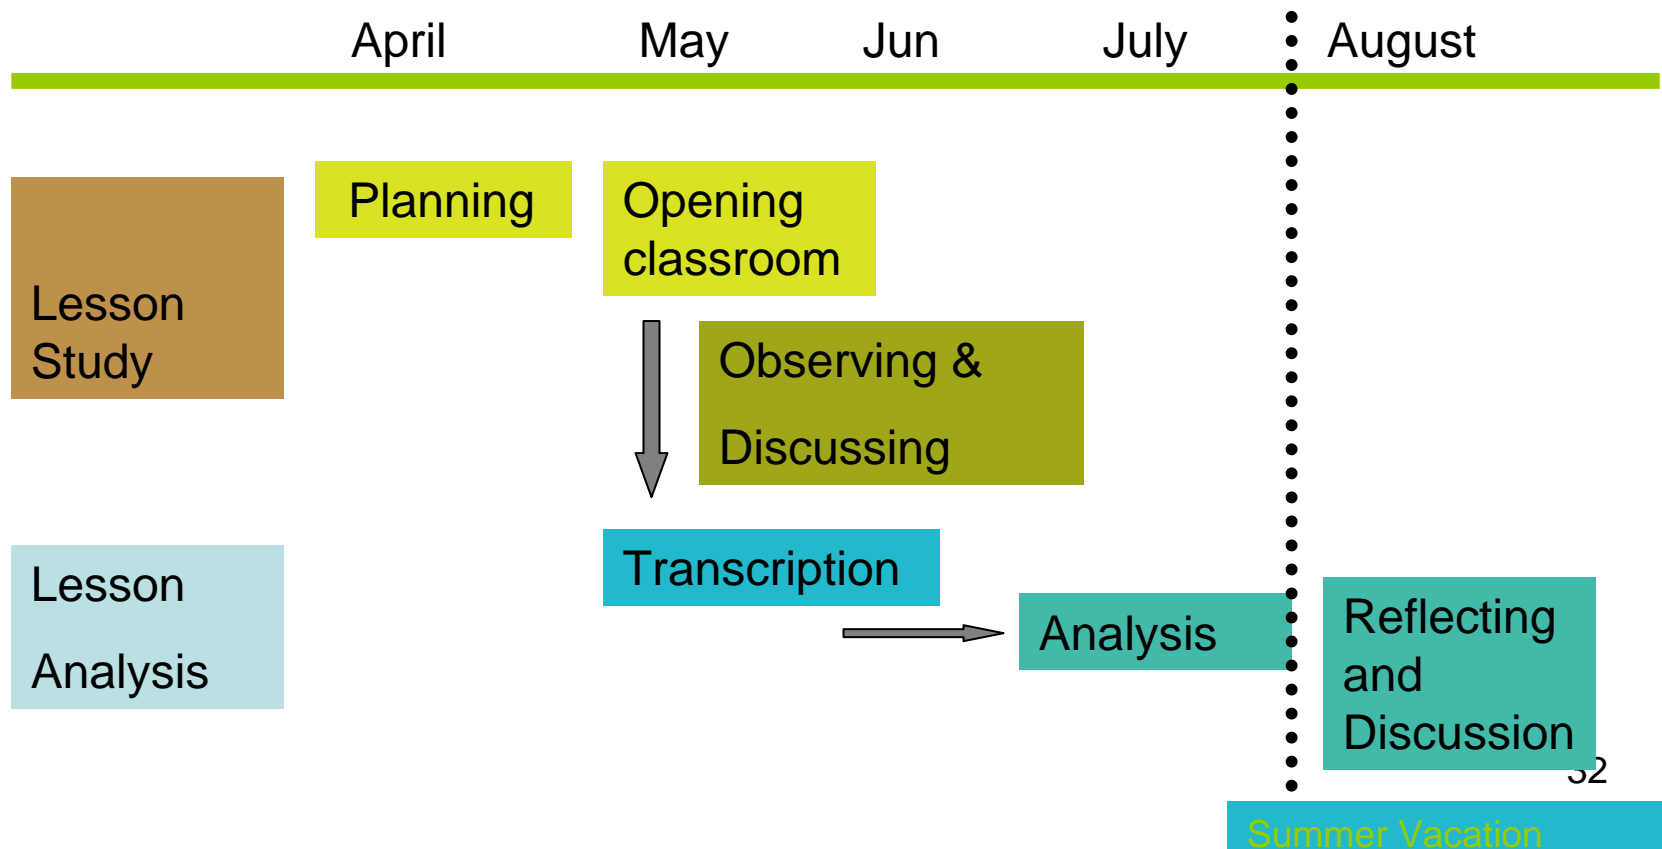 April May Jun July August
Planning
Opening
classroom
Lesson
Study
Observing &
Discussing
Transcription
Lesson
Analysis
Analysis
Reflecting
and
Discussion
32
Summer Vacation